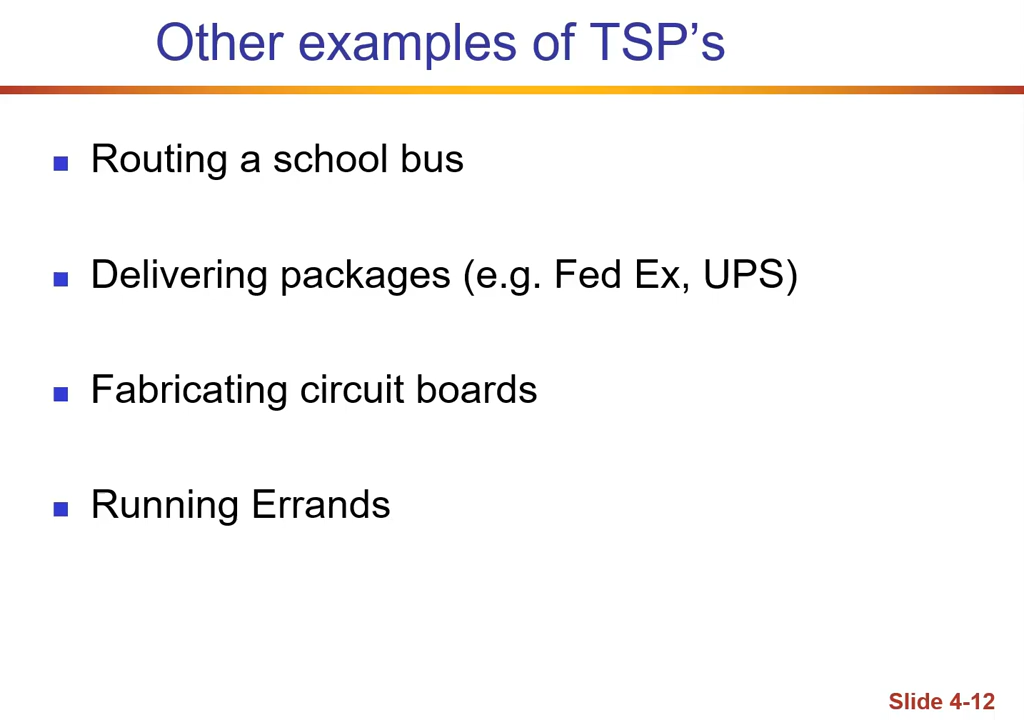 Other examples of TSP’s
Routing a school bus
Delivering packages (e.g. Fed Ex, UPS)
Fabricating circuit boards
Running Errands
Slide 4-12